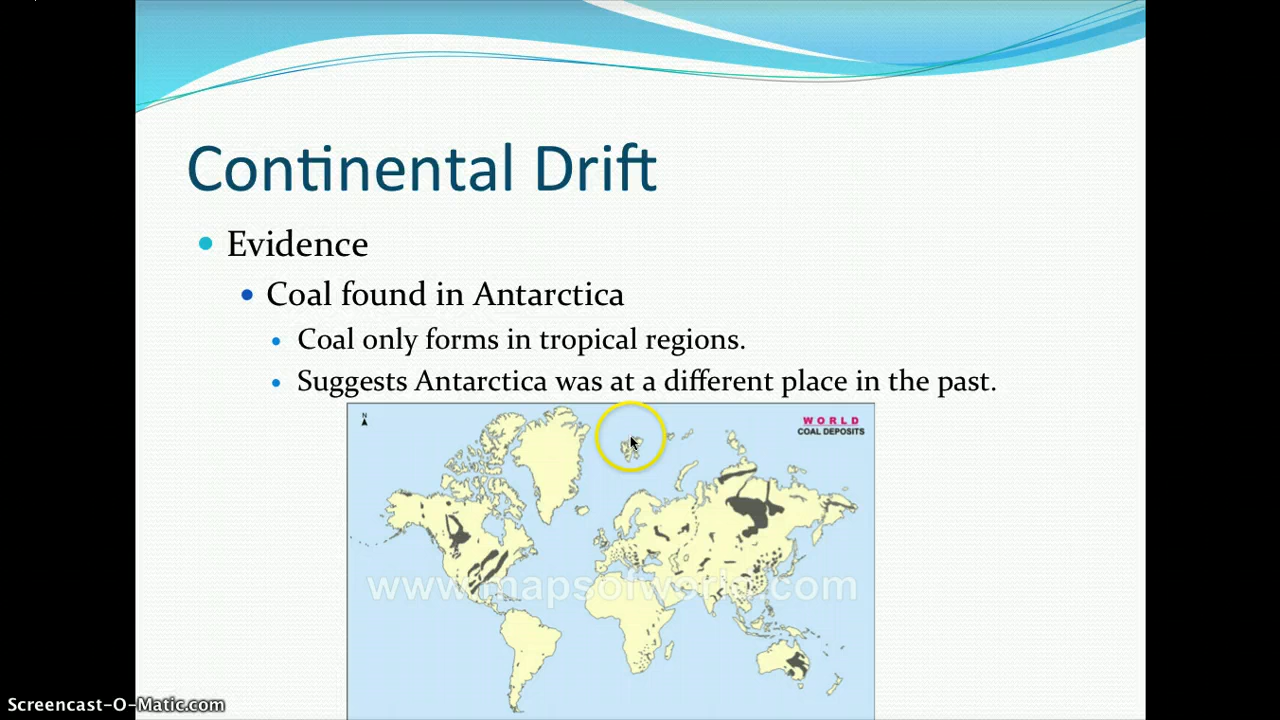 Continental Drift
Evidence
Coal found in Antarctica
Coal only forms in tropical regions.
Suggests Antarctica was at a different place in the past.
N
WORLD
COAL DEPOSITS
www.mapsofworld.com
Screencast-O-Matic.com